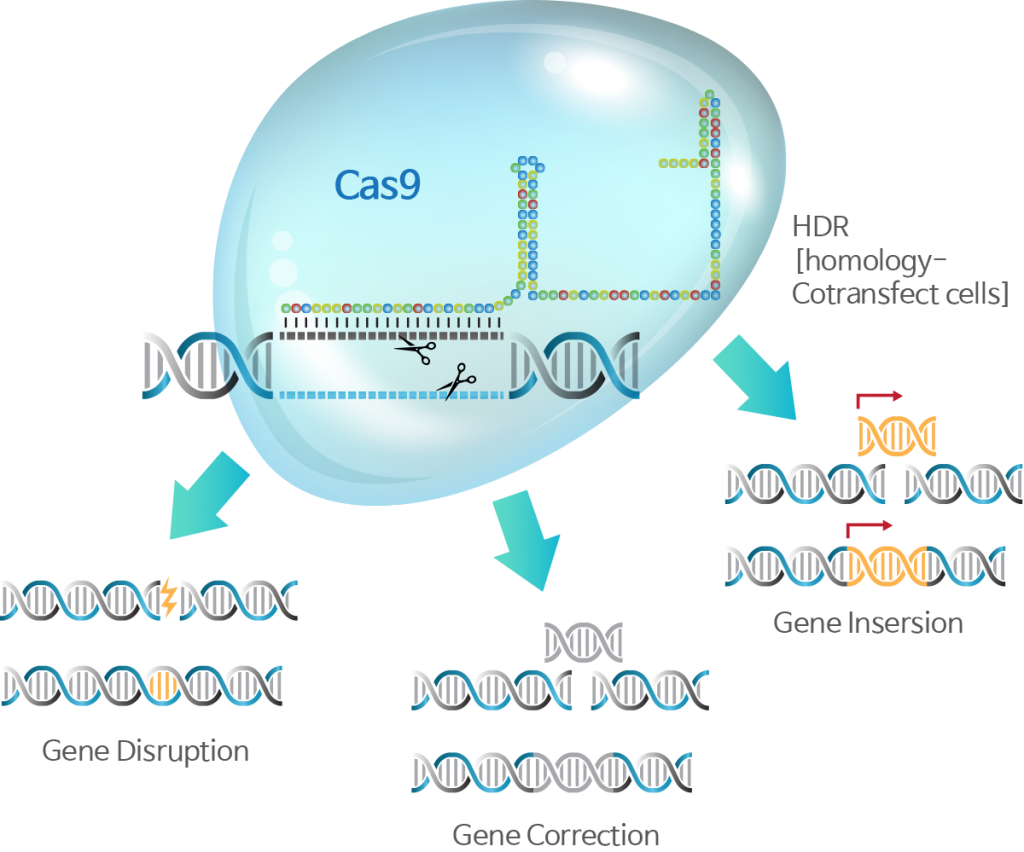 Cas9
HDR
[homology-
Cotransfect cells]
Gene Insersion
Gene Disruption
Gene Correction